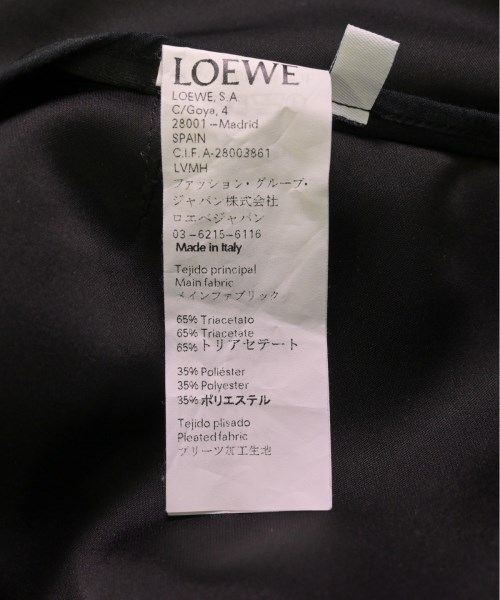 LOEWE
LOEWE, S.A.
C/Goya, 4
28001 – Madrid
SPAIN
C.I.F. A-28003861
LVMH
ファッション・グループ・
ジャパン株式会社
ロエベジャパン
03-6215-6116
Made in Italy
Tejido principal
Main fabric
メインファブリック
65% Triacetato
65% Triacetate
65% トリアセテート
35% Poliéster
35% Polyester
35% ポリエステル
Tejido plisado
Pleated fabric
プリーツ加工生地